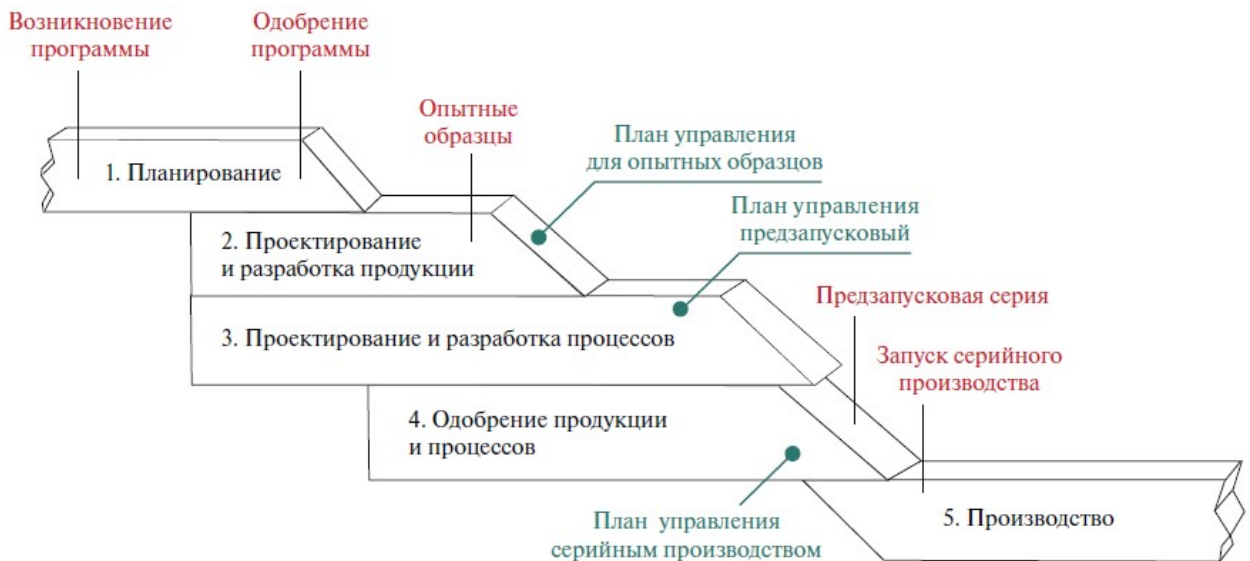 Возникновение
программы
Одобрение
программы
Опытные
образцы
План управления
для опытных образцов
1. Планирование
План управления
предзапусковый
2. Проектирование
и разработка продукции
Предзапусковая серия
3. Проектирование и разработка процессов
Запуск серийного
производства
4. Одобрение продукции
и процессов
План управления
серийным производством
5. Производство